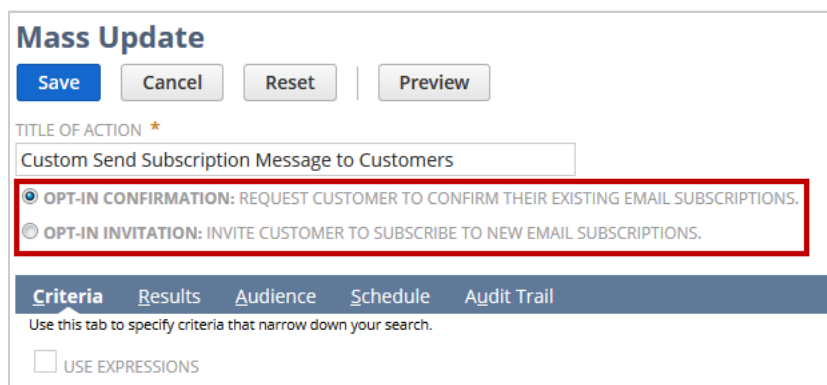 Mass Update
Save Cancel Reset Preview
TITLE OF ACTION *
Custom Send Subscription Message to Customers
OPT-IN CONFIRMATION: REQUEST CUSTOMER TO CONFIRM THEIR EXISTING EMAIL SUBSCRIPTIONS.
OPT-IN INVITATION: INVITE CUSTOMER TO SUBSCRIBE TO NEW EMAIL SUBSCRIPTIONS.
Criteria Results Audience Schedule Audit Trail
Use this tab to specify criteria that narrow down your search.
USE EXPRESSIONS